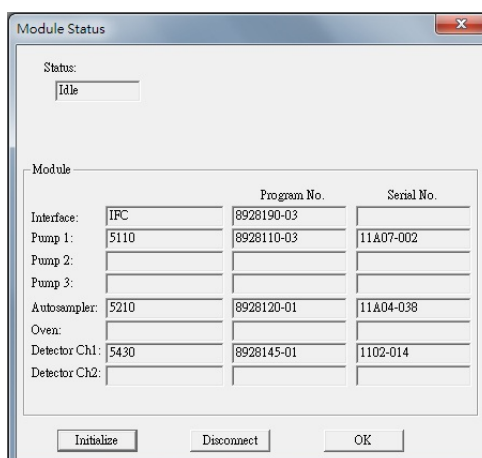 Module Status
Status:
Idle
Module
Program No. Serial No.
Interface: IFC 8928190-03
Pump 1: 5110 8928110-03 11A07-002
Pump 2:
Pump 3:
Autosampler: 5210 8928120-01 11A04-038
Oven:
Detector Ch1: 5430 8928145-01 1102-014
Detector Ch2:
Initialize Disconnect OK